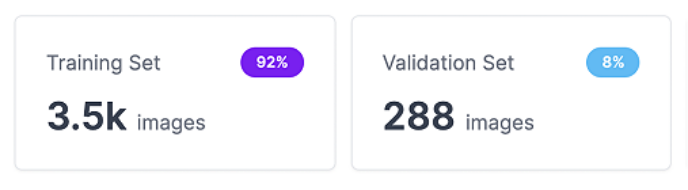 Training Set 92%
3.5k images
Validation Set 8%
288 images